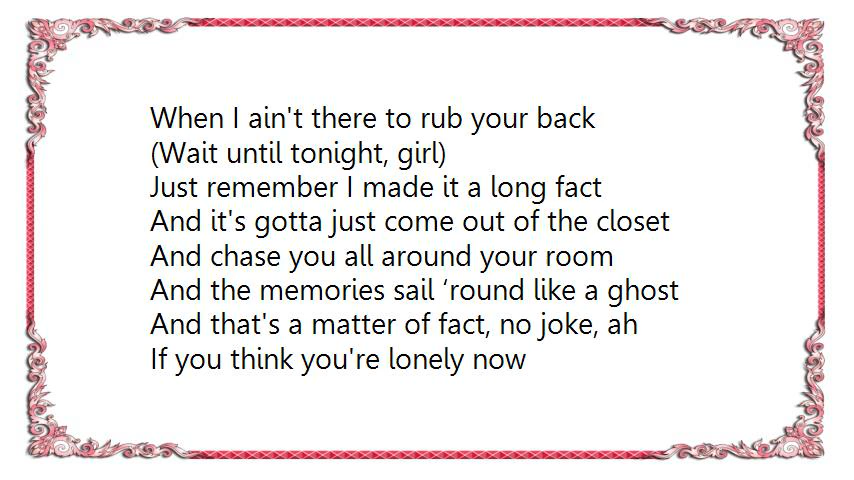 When I ain't there to rub your back
(Wait until tonight, girl)
Just remember I made it a long fact
And it's gotta just come out of the closet
And chase you all around your room
And the memories sail ‘round like a ghost
And that's a matter of fact, no joke, ah
If you think you're lonely now